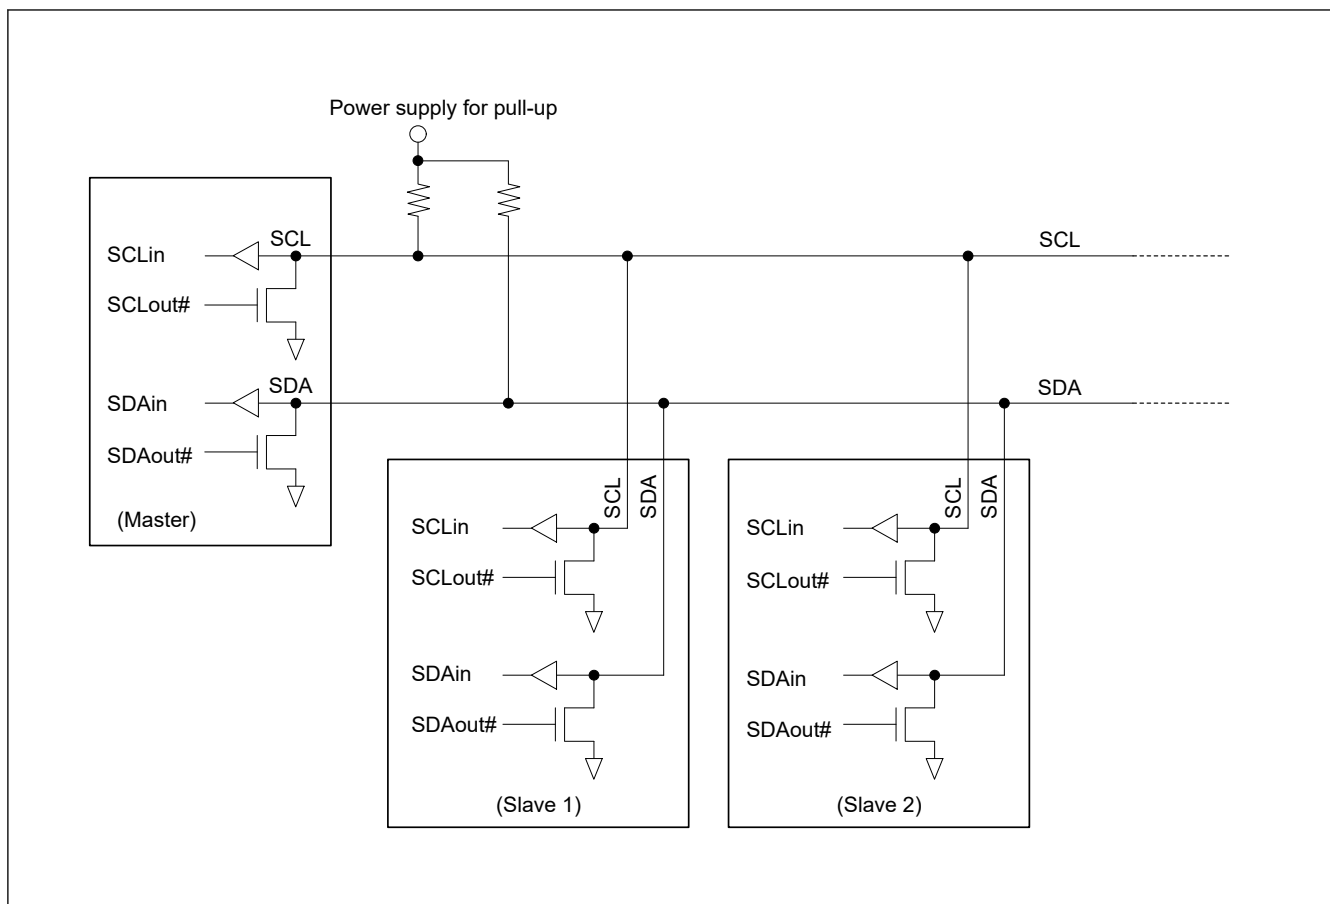 Power supply for pull-up
SCLin
SCL
SCL
SCLout#
SDAin
SDA
SDA
SDAout#
(Master)
SCL
SDA
SCLin
SCLout#
SDAin
SDAout#
(Slave 1)
SCL
SDA
SCLin
SCLout#
SDAin
SDAout#
(Slave 2)